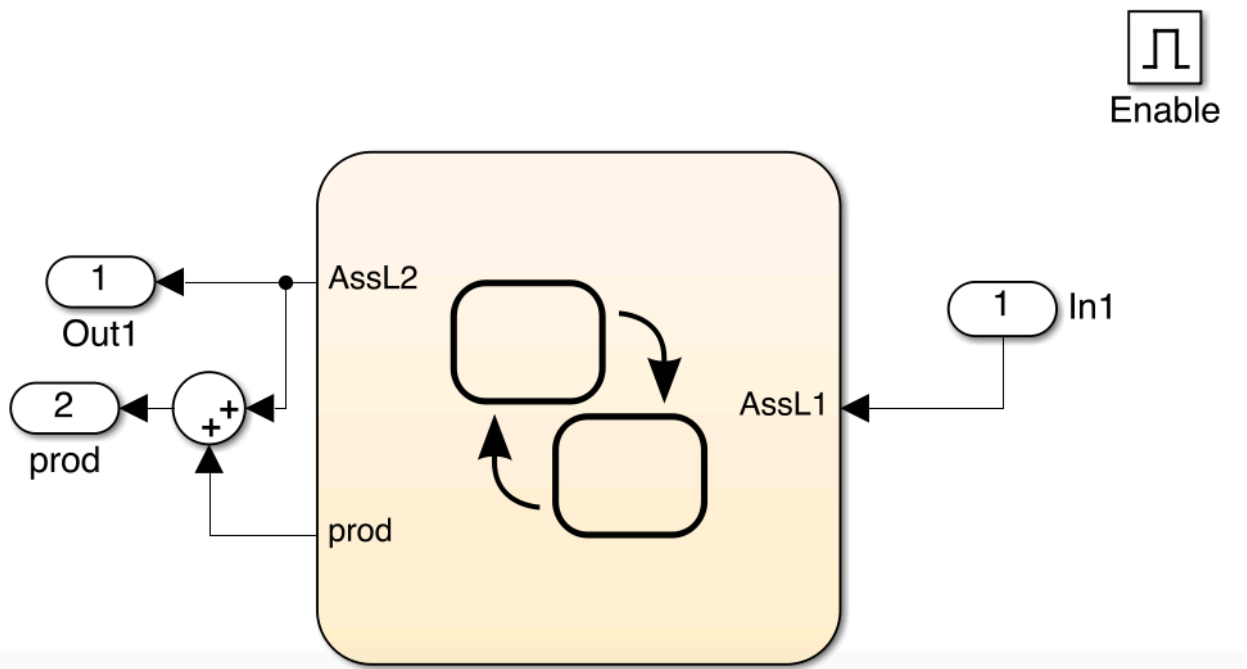 Enable
AssL2
1
Out1
1
In1
2
+
+
AssL1
prod
prod